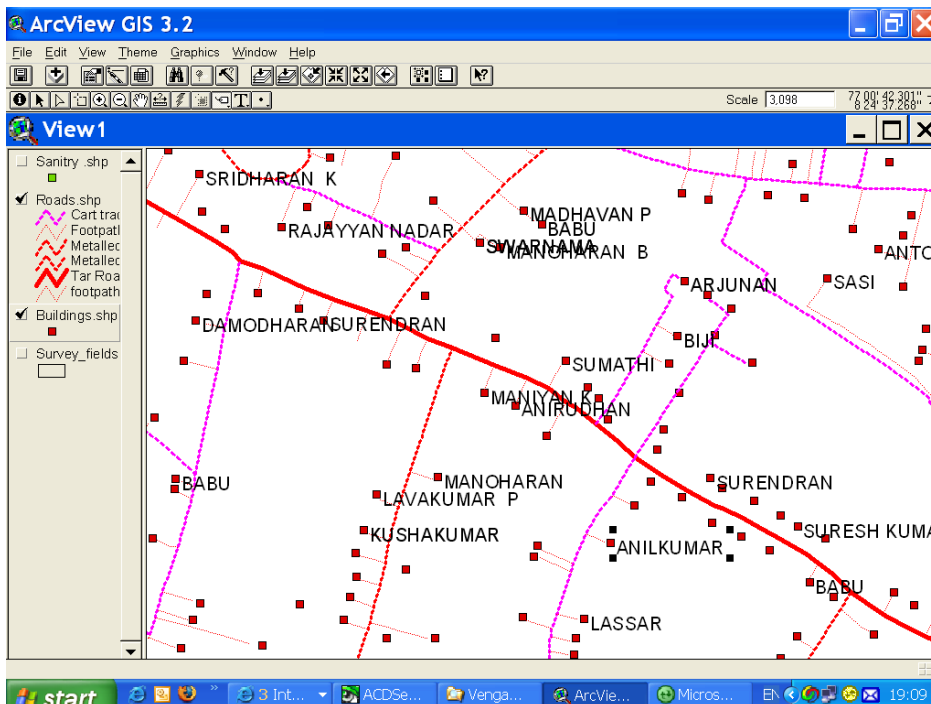 ArcView GIS 3.2
File Edit View Theme Graphics Window Help
Scale 3,098
77 00' 42.301"
8 24' 37.268"
View1
Sanitry .shp
Roads.shp
Cart trac
Footpatl
Metallec
Metallec
Tar Roa
footpath
Buildings.shp
Survey_fields
SRIDHARAN K
MADHAVAN P
RAJAYYAN NADAR
BABU
SWARNAMA
MANOHARAN B
ANTO
ARJUNAN
SASI
DAMODHARAN
SURENDRAN
BIJI
SUMATHI
MANIYAN K
ANIRUDHAN
BABU
MANOHARAN
SURENDRAN
LAVAKUMAR P
KUSHAKUMAR
SURESH KUMA
ANILKUMAR
BABU
LASSAR
start
3 Int...
ACDSe...
Venga...
ArcVie...
Micros...
EN
19:09